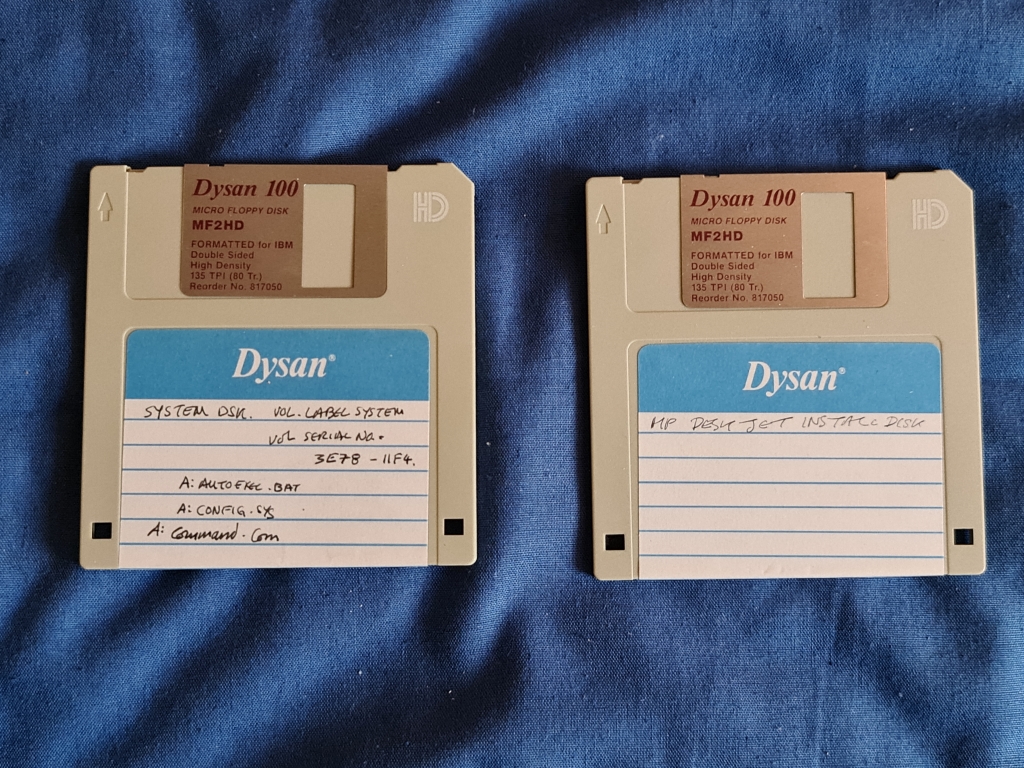 Dysan 100
MICRO FLOPPY DISK
MF2HD
FORMATTED for IBM
Double Sided
High Density
135 TPI (80 Tr.)
Reorder No. 817050
HD
Dysan®
SYSTEM DSK. VOL. LABEL SYSTEM
VOL SERIAL NO.
3E78 - 11F4.
A: AUTOEXEC.BAT
A: CONFIG.SYS
A: Command.Com
Dysan 100
MICRO FLOPPY DISK
MF2HD
FORMATTED for IBM
Double Sided
High Density
135 TPI (80 Tr.)
Reorder No. 817050
HD
Dysan®
HP DESK JET INSTALL DISK